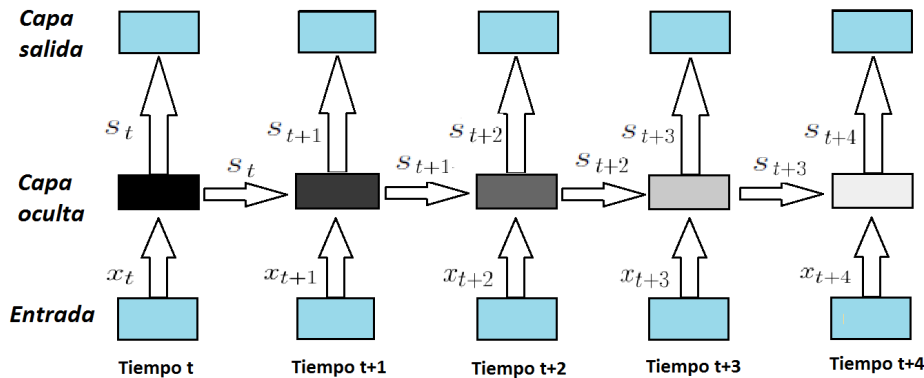 Capa
salida
s t
s t+1
s t+2
s t+3
s t+4
s t
s t+1
s t+2
s t+3
Capa
oculta
x t
x t+1
x t+2
x t+3
x t+4
Entrada
Tiempo t
Tiempo t+1
Tiempo t+2
Tiempo t+3
Tiempo t+4